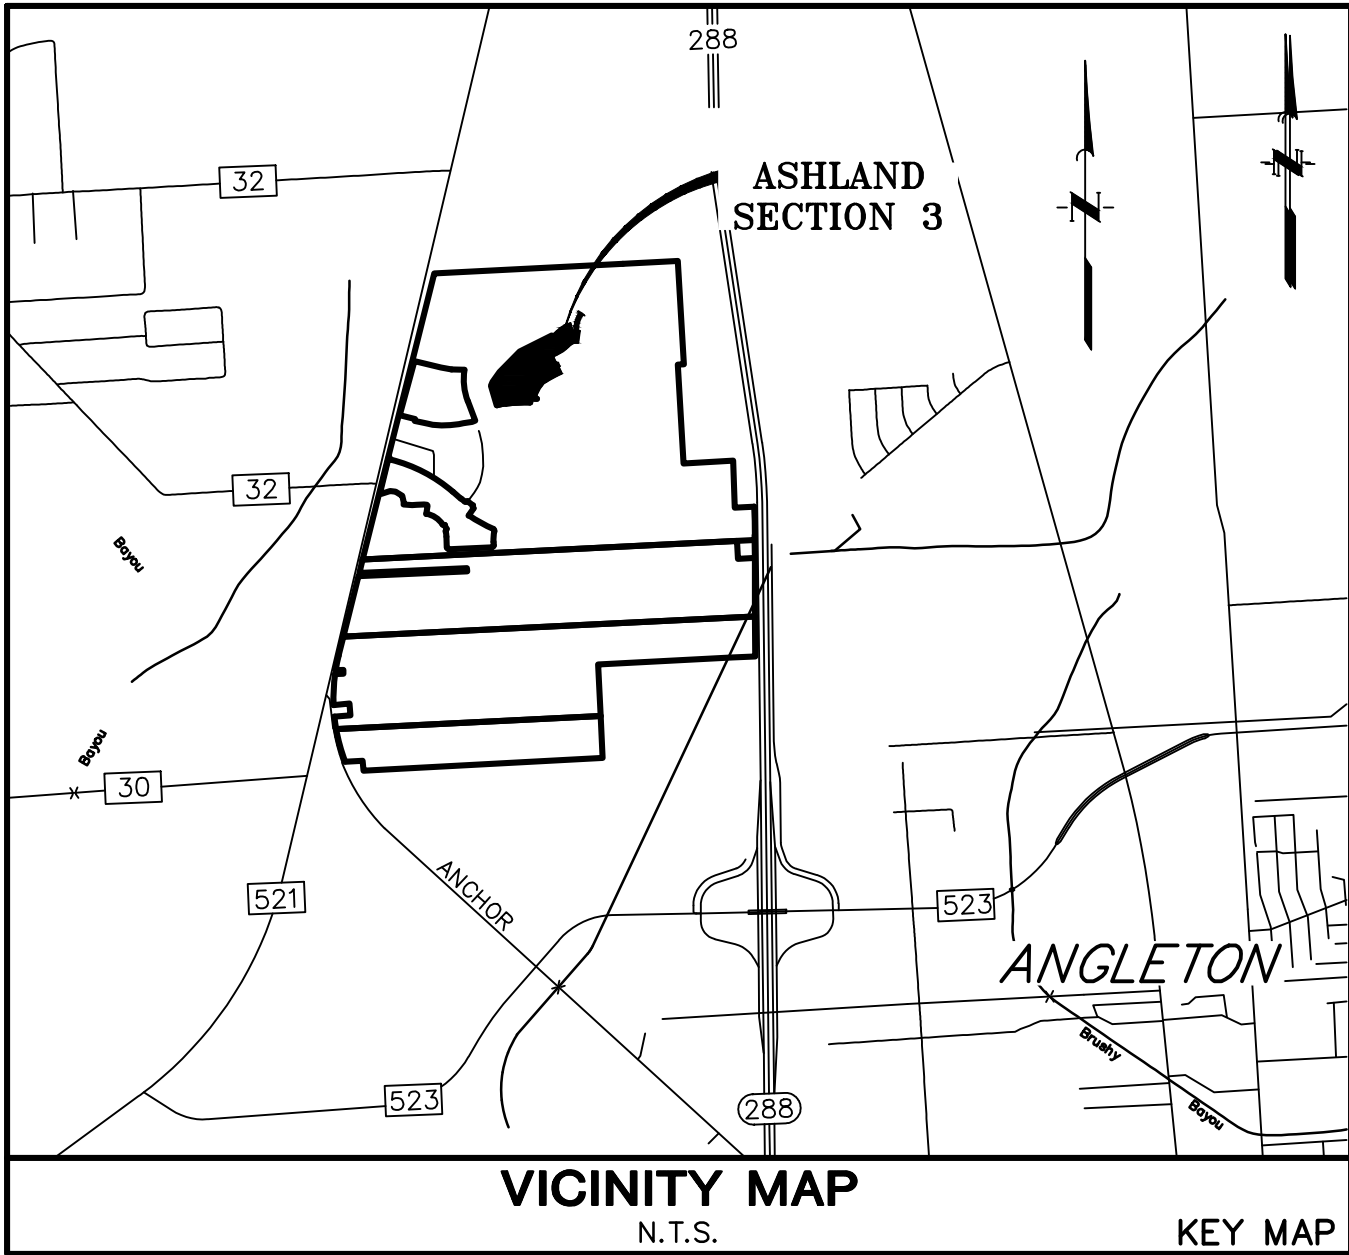 288
ASHLAND
SECTION 3
N
N
32
32
Bayou
Bayou
30
521
ANCHOR
523
ANGLETON
Brushy
Bayou
523
288
VICINITY MAP
N.T.S.
KEY MAP